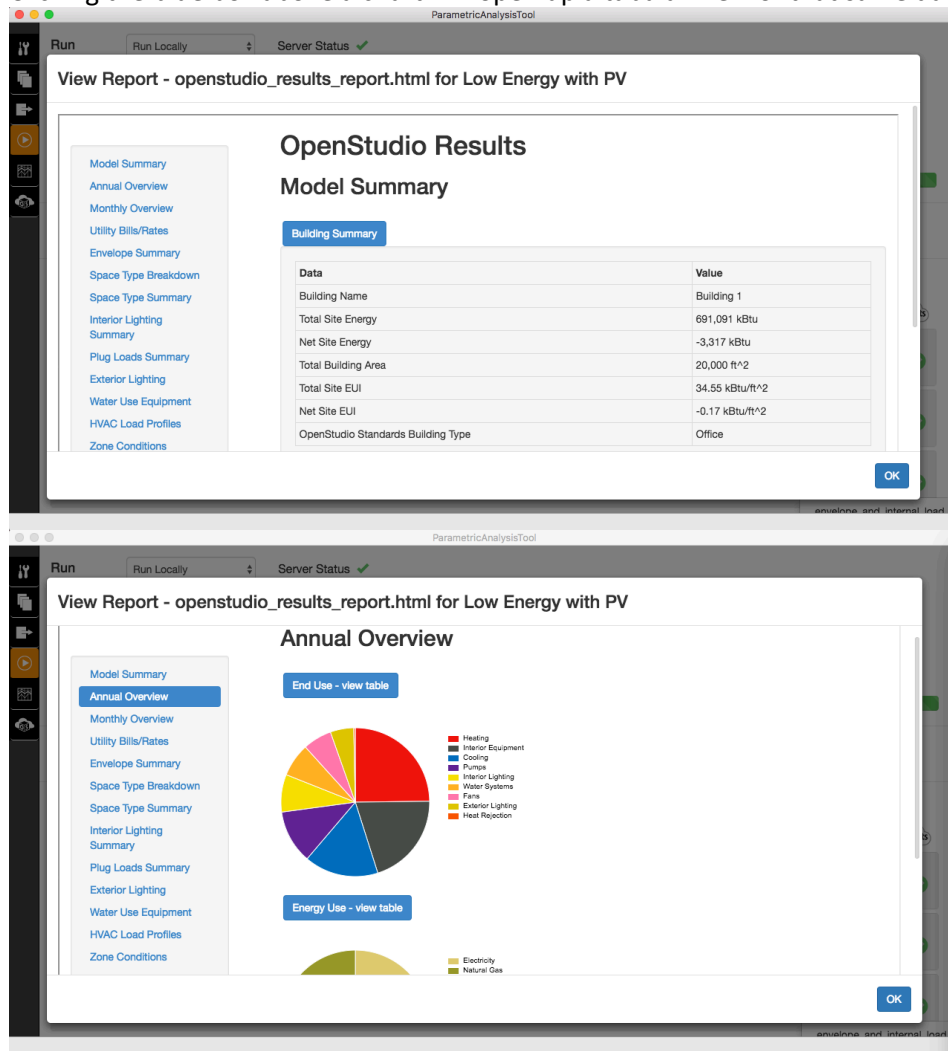 ParametricAnalysisTool
Run Run Locally Server Status
View Report - openstudio_results_report.html for Low Energy with PV
Model Summary
Annual Overview
Monthly Overview
Utility Bills/Rates
Envelope Summary
Space Type Breakdown
Space Type Summary
Interior Lighting
Summary
Plug Loads Summary
Exterior Lighting
Water Use Equipment
HVAC Load Profiles
Zone Conditions
OpenStudio Results
Model Summary
Building Summary
Data Value
Building Name Building 1
Total Site Energy 691,091 kBtu
Net Site Energy -3,317 kBtu
Total Building Area 20,000 ft^2
Total Site EUI 34.55 kBtu/ft^2
Net Site EUI -0.17 kBtu/ft^2
OpenStudio Standards Building Type Office
OK
envelope_and_internal_load
ParametricAnalysisTool
Run Run Locally Server Status
View Report - openstudio_results_report.html for Low Energy with PV
Model Summary
Annual Overview
Monthly Overview
Utility Bills/Rates
Envelope Summary
Space Type Breakdown
Space Type Summary
Interior Lighting
Summary
Plug Loads Summary
Exterior Lighting
Water Use Equipment
HVAC Load Profiles
Zone Conditions
Annual Overview
End Use - view table
Heating
Interior Equipment
Cooling
Pumps
Interior Lighting
Water Systems
Fans
Exterior Lighting
Heat Rejection
Energy Use - view table
Electricity
Natural Gas
OK
envelope_and_internal_load